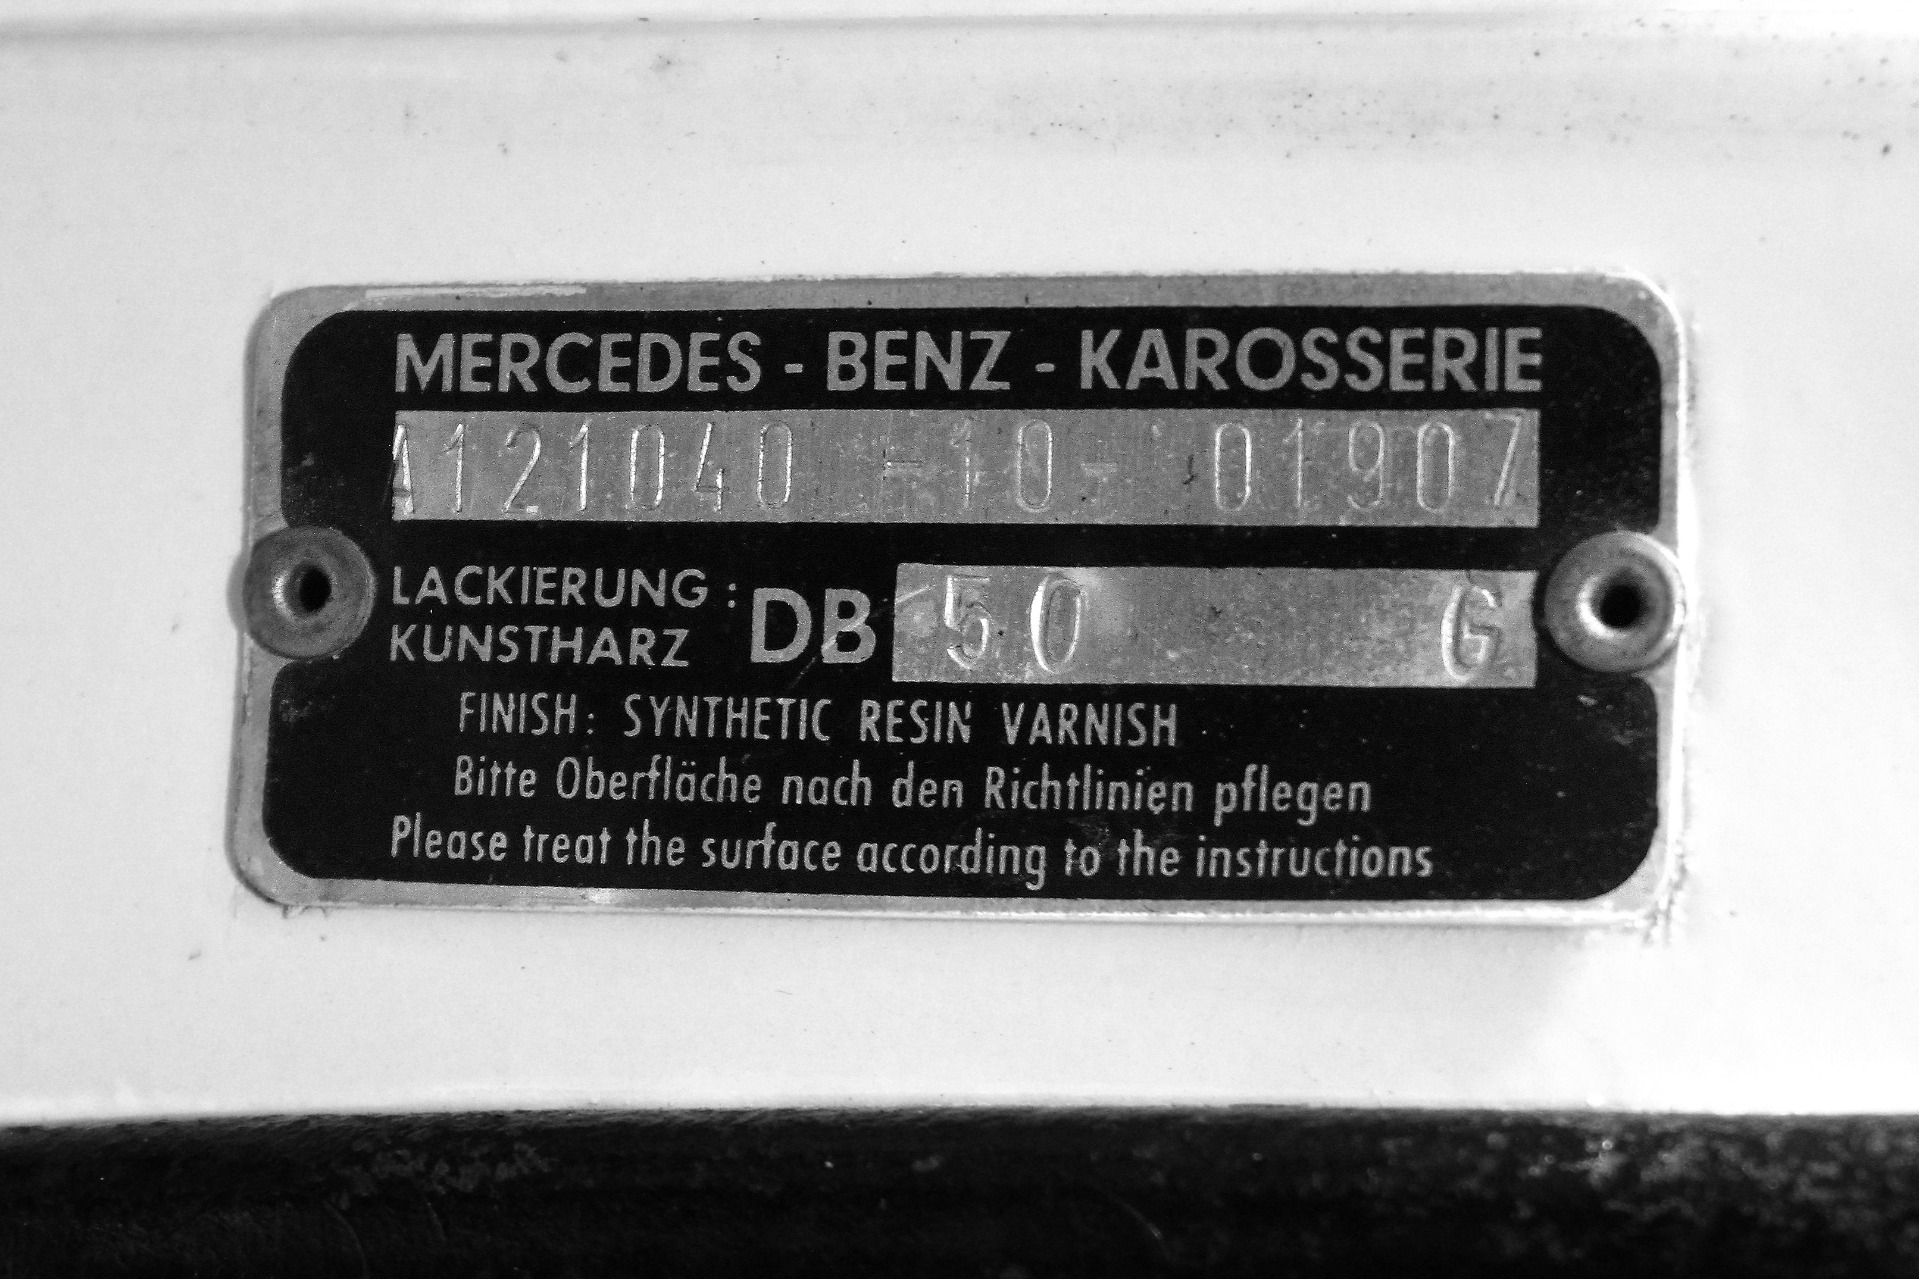 MERCEDES - BENZ - KAROSSERIE
A121040 -10- 01907
LACKIERUNG :
KUNSTHARZ DB 50 G
FINISH: SYNTHETIC RESIN VARNISH
Bitte Oberfläche nach den Richtlinien pflegen
Please treat the surface according to the instructions